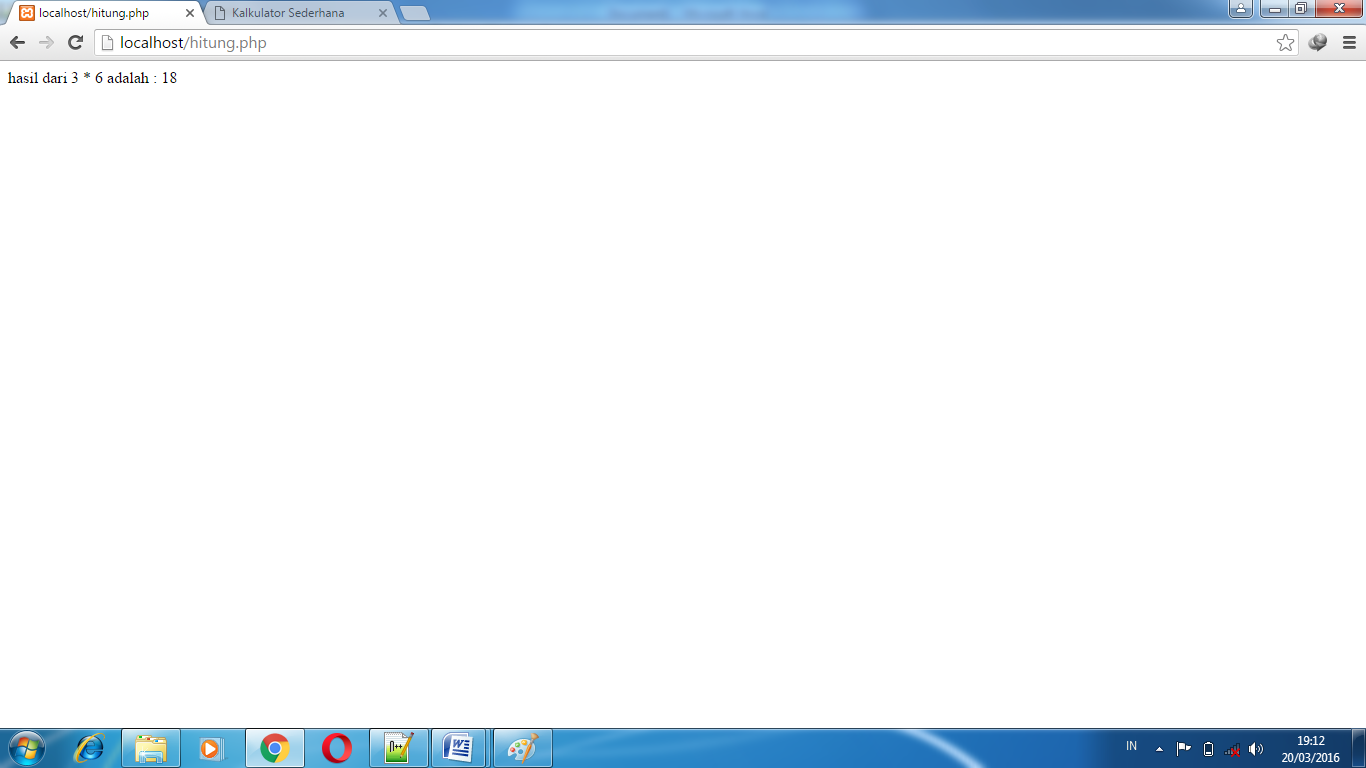 localhost/hitung.php
Kalkulator Sederhana
localhost/hitung.php
hasil dari 3 * 6 adalah : 18
IN
19:12
20/03/2016